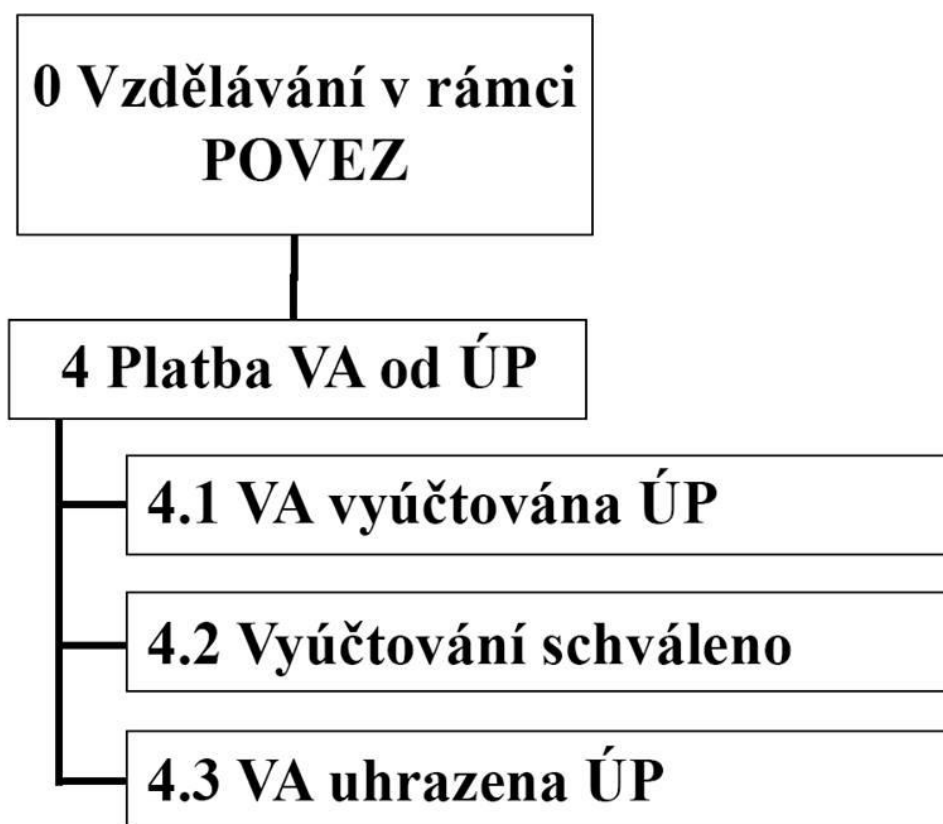 0 Vzdělávání v rámci
POVEZ
4 Platba VA od ÚP
4.1 VA vyúčtována ÚP
4.2 Vyúčtování schváleno
4.3 VA uhrazena ÚP